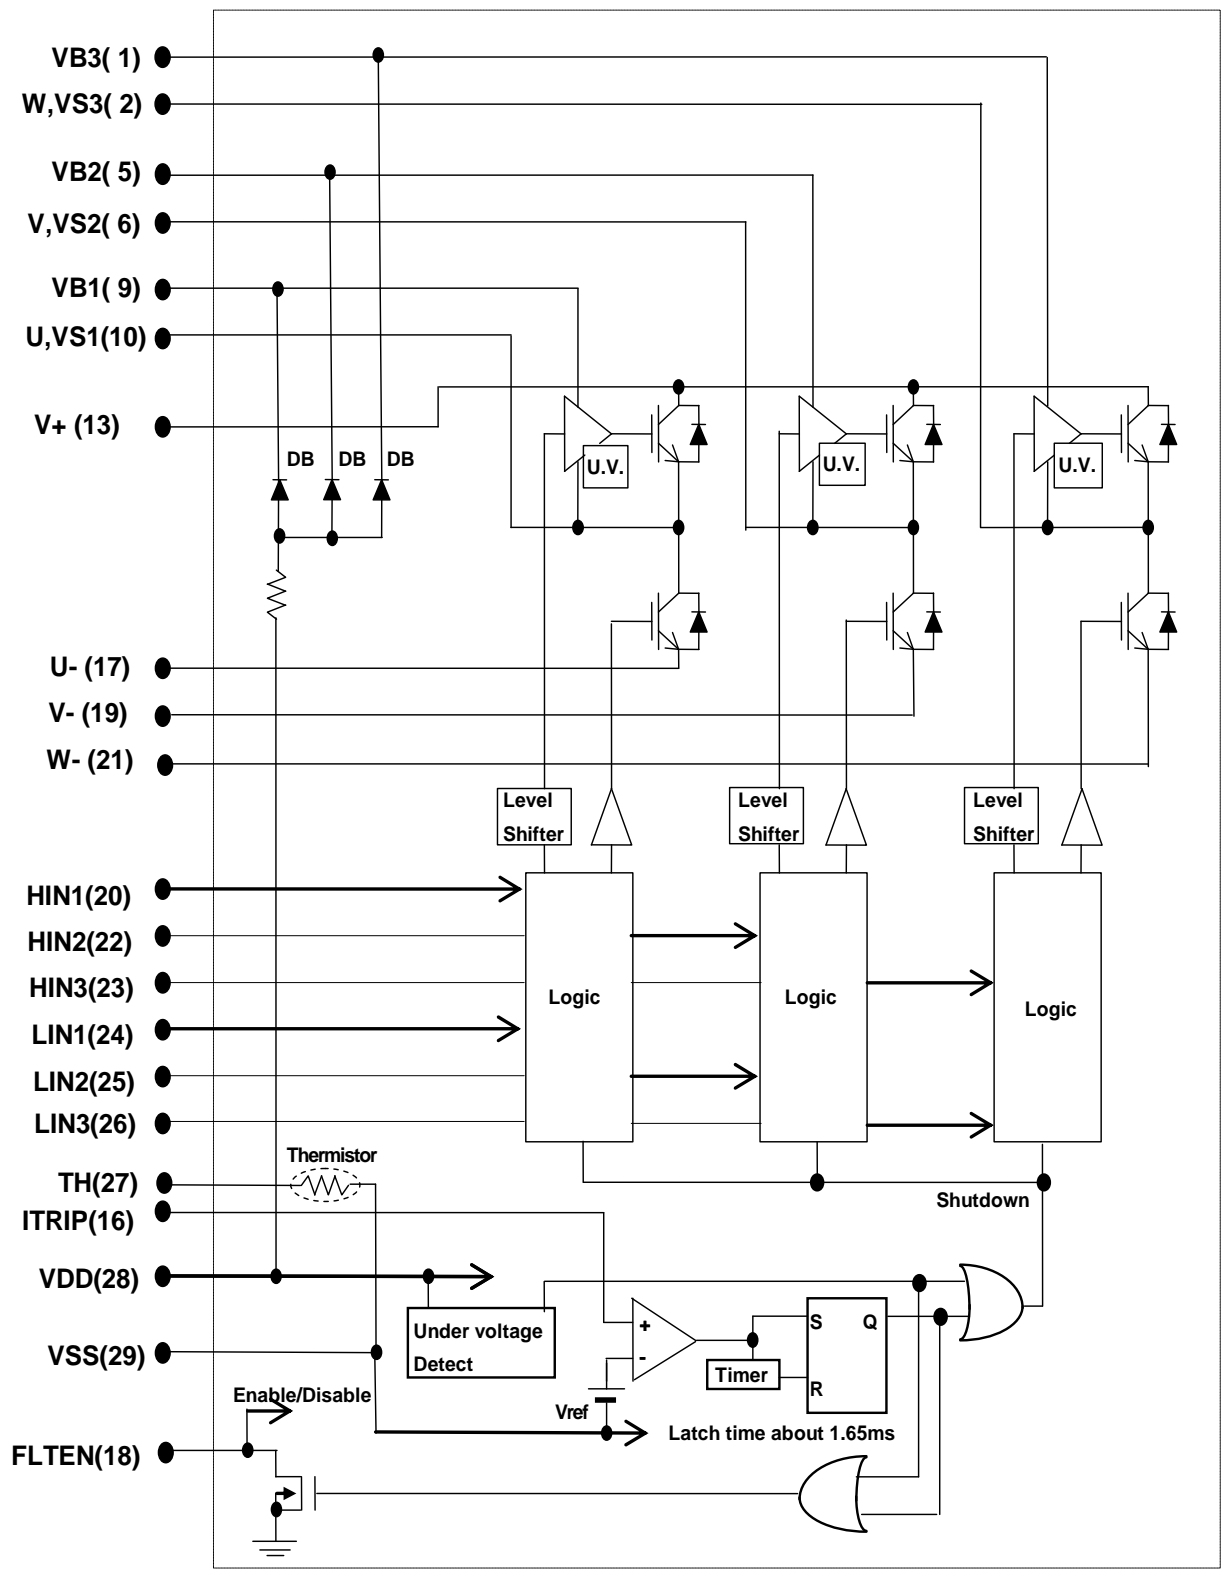 VB3( 1)
W,VS3( 2)
VB2( 5)
V,VS2( 6)
VB1( 9)
U,VS1(10)
V+ (13)
DB DB DB
U.V. U.V. U.V.
U- (17)
V- (19)
W- (21)
Level Level Level
Shifter Shifter Shifter
HIN1(20)
HIN2(22)
HIN3(23)
Logic Logic Logic
LIN1(24)
LIN2(25)
LIN3(26)
Thermistor
TH(27)
Shutdown
ITRIP(16)
VDD(28)
Under voltage
Detect
+
-
S Q
R
Timer
VSS(29)
Enable/Disable
Vref
Latch time about 1.65ms
FLTEN(18)